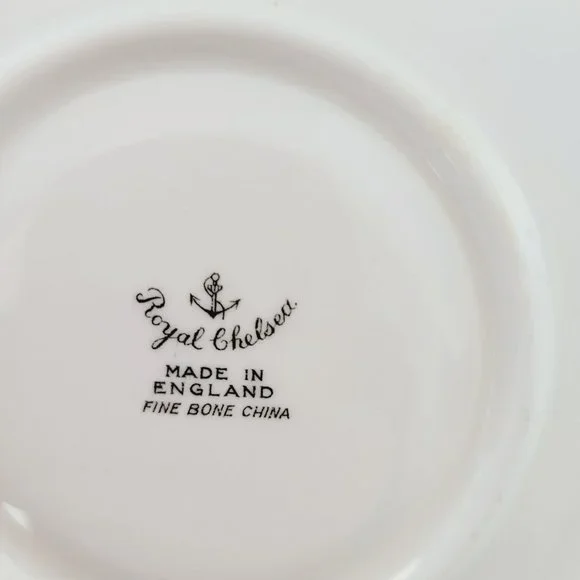 Royal Chelsea.
MADE IN
ENGLAND
FINE BONE CHINA